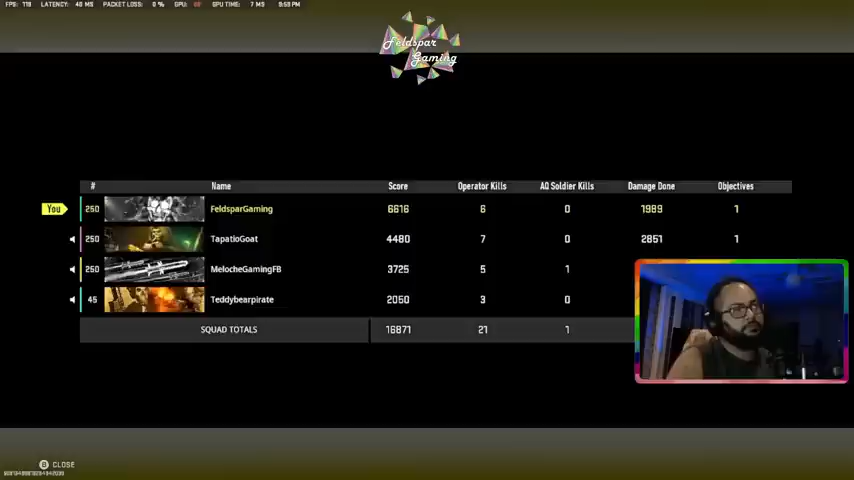 FPS: 119 LATENCY: 40 MS PACKET LOSS: 0 % GPU: GPU TIME: 7 MS 9:59 PM
Feldspar
Gaming
# Name Score Operator Kills AQ Soldier Kills Damage Done Objectives
You 250 FeldsparGaming 6616 6 0 1989 1
250 TapatioGoat 4480 7 0 2851 1
250 MelocheGamingFB 3725 5 1
45 Teddybearpirate 2050 3 0
SQUAD TOTALS 16871 21 1
B CLOSE